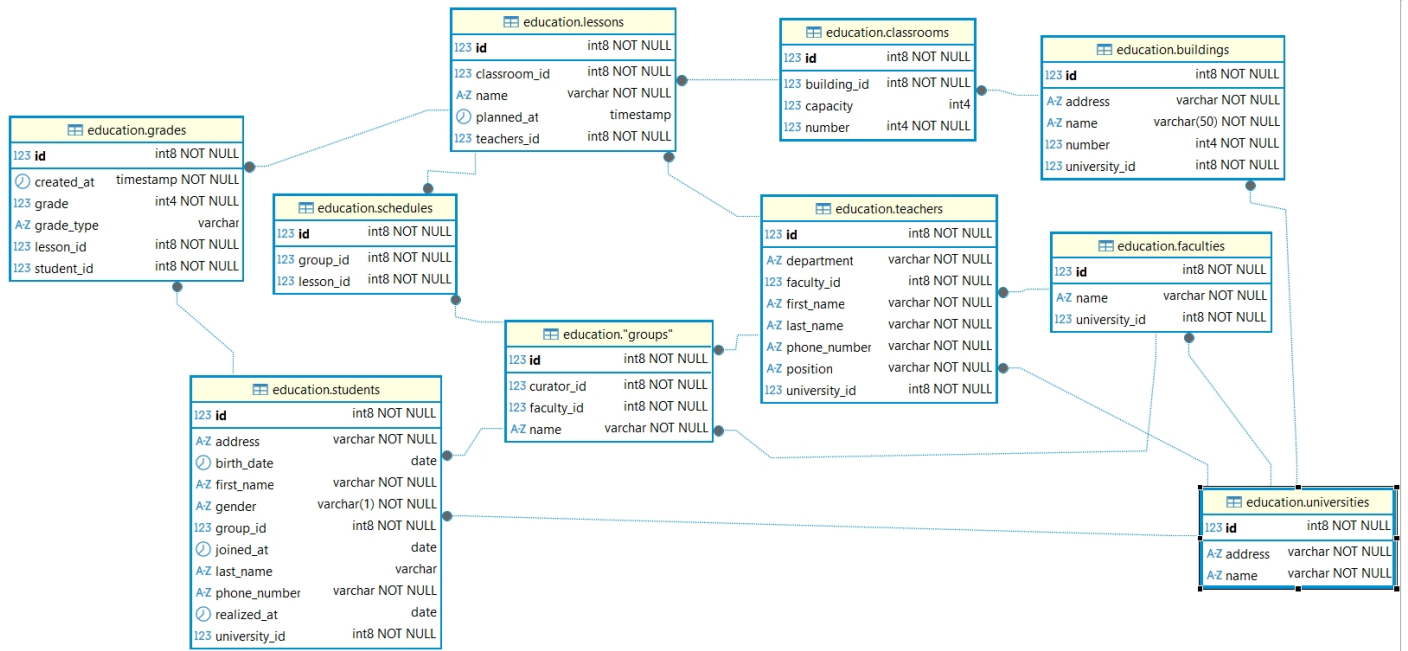 education.lessons
123 id int8 NOT NULL
123 classroom_id int8 NOT NULL
A-Z name varchar NOT NULL
planned_at timestamp
123 teachers_id int8 NOT NULL
education.classrooms
123 id int8 NOT NULL
123 building_id int8 NOT NULL
123 capacity int4
123 number int4 NOT NULL
education.buildings
123 id int8 NOT NULL
A-Z address varchar NOT NULL
A-Z name varchar(50) NOT NULL
123 number int4 NOT NULL
123 university_id int8 NOT NULL
education.grades
123 id int8 NOT NULL
created_at timestamp NOT NULL
123 grade int4 NOT NULL
A-Z grade_type varchar
123 lesson_id int8 NOT NULL
123 student_id int8 NOT NULL
education.schedules
123 id int8 NOT NULL
123 group_id int8 NOT NULL
123 lesson_id int8 NOT NULL
education.teachers
123 id int8 NOT NULL
A-Z department varchar NOT NULL
123 faculty_id int8 NOT NULL
A-Z first_name varchar NOT NULL
A-Z last_name varchar NOT NULL
A-Z phone_number varchar NOT NULL
A-Z position varchar NOT NULL
123 university_id int8 NOT NULL
education.faculties
123 id int8 NOT NULL
A-Z name varchar NOT NULL
123 university_id int8 NOT NULL
education."groups"
123 id int8 NOT NULL
123 curator_id int8 NOT NULL
123 faculty_id int8 NOT NULL
A-Z name varchar NOT NULL
education.students
123 id int8 NOT NULL
A-Z address varchar NOT NULL
birth_date date
A-Z first_name varchar NOT NULL
A-Z gender varchar(1) NOT NULL
123 group_id int8 NOT NULL
joined_at date
A-Z last_name varchar
A-Z phone_number varchar NOT NULL
realized_at date
123 university_id int8 NOT NULL
education.universities
123 id int8 NOT NULL
A-Z address varchar NOT NULL
A-Z name varchar NOT NULL